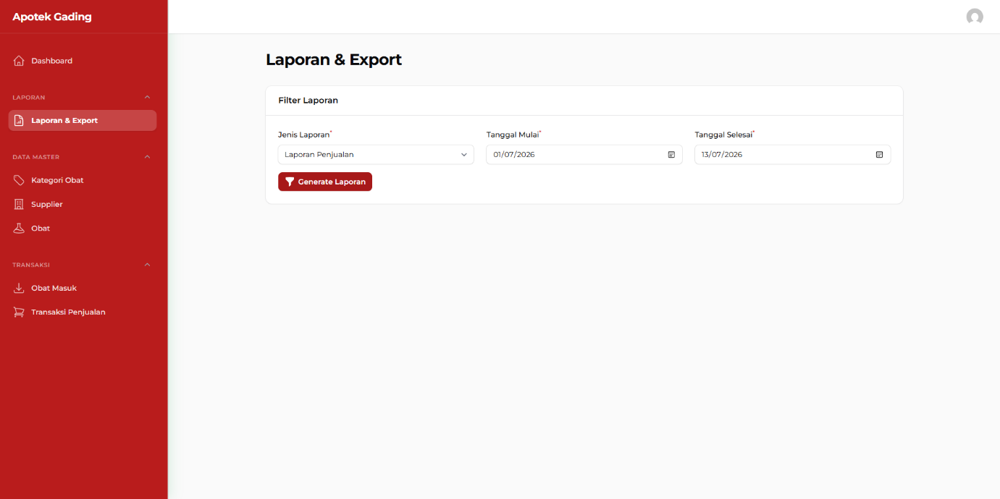 Apotek Gading
Dashboard
LAPORAN
Laporan & Export
DATA MASTER
Kategori Obat
Supplier
Obat
TRANSAKSI
Obat Masuk
Transaksi Penjualan
Laporan & Export
Filter Laporan
Jenis Laporan* Tanggal Mulai* Tanggal Selesai*
Laporan Penjualan 01/07/2026 13/07/2026
Generate Laporan